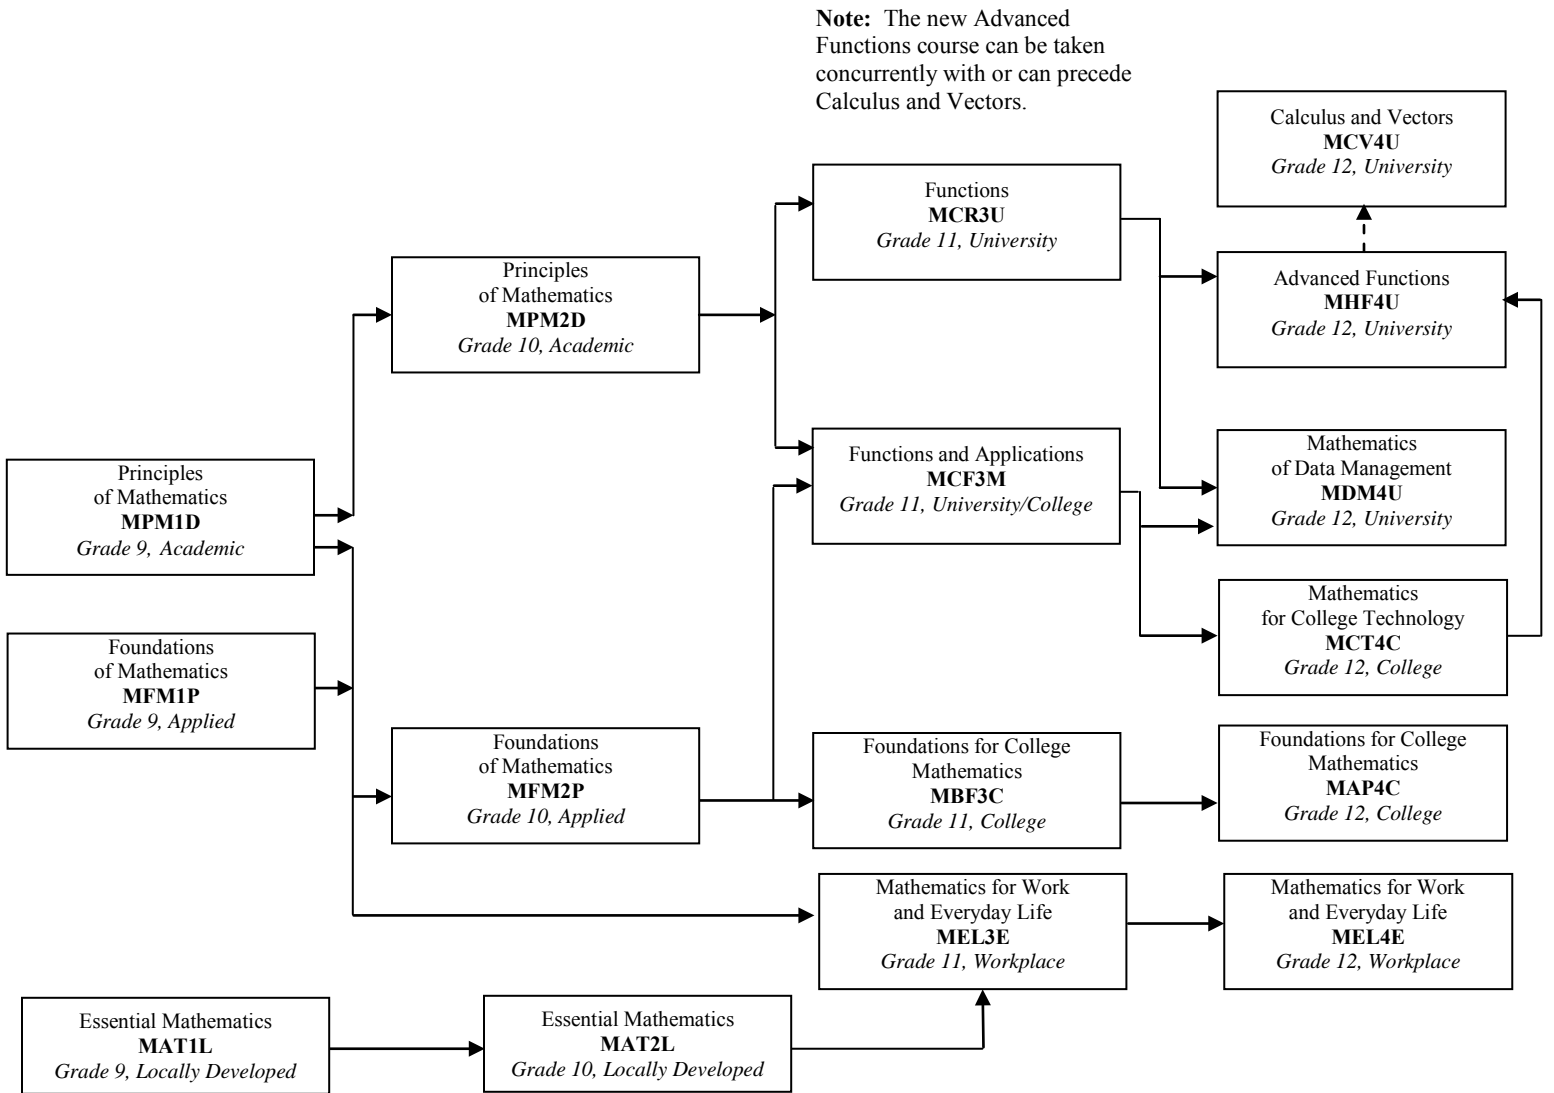 Note: The new Advanced
Functions course can be taken
concurrently with or can precede
Calculus and Vectors.
Calculus and Vectors
MCV4U
Grade 12, University
Functions
MCR3U
Grade 11, University
Principles
of Mathematics
MPM2D
Grade 10, Academic
Advanced Functions
MHF4U
Grade 12, University
Principles
of Mathematics
MPM1D
Grade 9, Academic
Functions and Applications
MCF3M
Grade 11, University/College
Mathematics
of Data Management
MDM4U
Grade 12, University
Mathematics
for College Technology
MCT4C
Grade 12, College
Foundations
of Mathematics
MFM1P
Grade 9, Applied
Foundations
of Mathematics
MFM2P
Grade 10, Applied
Foundations for College
Mathematics
MBF3C
Grade 11, College
Foundations for College
Mathematics
MAP4C
Grade 12, College
Mathematics for Work
and Everyday Life
MEL3E
Grade 11, Workplace
Mathematics for Work
and Everyday Life
MEL4E
Grade 12, Workplace
Essential Mathematics
MAT1L
Grade 9, Locally Developed
Essential Mathematics
MAT2L
Grade 10, Locally Developed